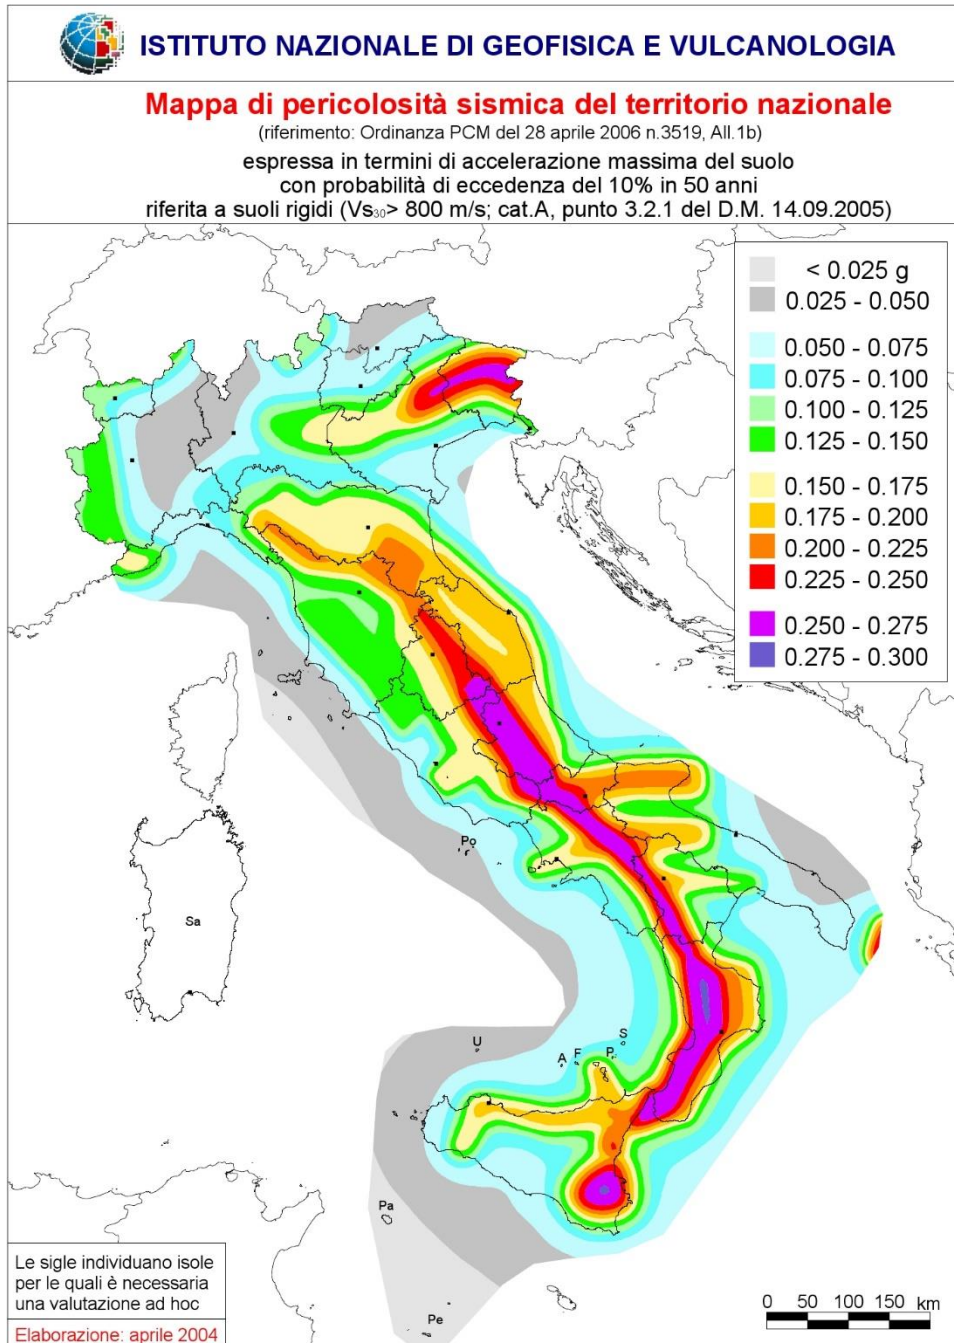 ISTITUTO NAZIONALE DI GEOFISICA E VULCANOLOGIA
Mappa di pericolosità sismica del territorio nazionale
(riferimento: Ordinanza PCM del 28 aprile 2006 n.3519, All.1b)
espressa in termini di accelerazione massima del suolo
con probabilità di eccedenza del 10% in 50 anni
riferita a suoli rigidi (Vs₃₀> 800 m/s; cat.A, punto 3.2.1 del D.M. 14.09.2005)
< 0.025 g
0.025 - 0.050
0.050 - 0.075
0.075 - 0.100
0.100 - 0.125
0.125 - 0.150
0.150 - 0.175
0.175 - 0.200
0.200 - 0.225
0.225 - 0.250
0.250 - 0.275
0.275 - 0.300
Po
Sa
S
U
A F P
Pa
Pe
Le sigle individuano isole
per le quali è necessaria
una valutazione ad hoc
Elaborazione: aprile 2004
0 50 100 150 km